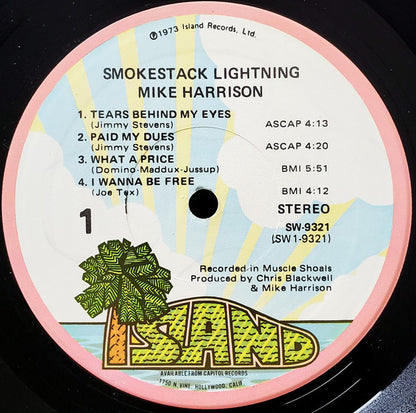 ℗1973 Island Records, Ltd.
SMOKESTACK LIGHTNING
MIKE HARRISON
1. TEARS BEHIND MY EYES
(Jimmy Stevens) ASCAP 4:13
2. PAID MY DUES
(Jimmy Stevens) ASCAP 4:20
3. WHAT A PRICE
(Domino-Maddux-Jussup) BMI 5:51
4. I WANNA BE FREE
(Joe Tex) BMI 4:12
1 STEREO
SW-9321
(SW1-9321)
Recorded in Muscle Shoals
Produced by Chris Blackwell
& Mike Harrison
ISLAND
AVAILABLE FROM CAPITOL RECORDS
1750 N. VINE, HOLLYWOOD, CALIF.